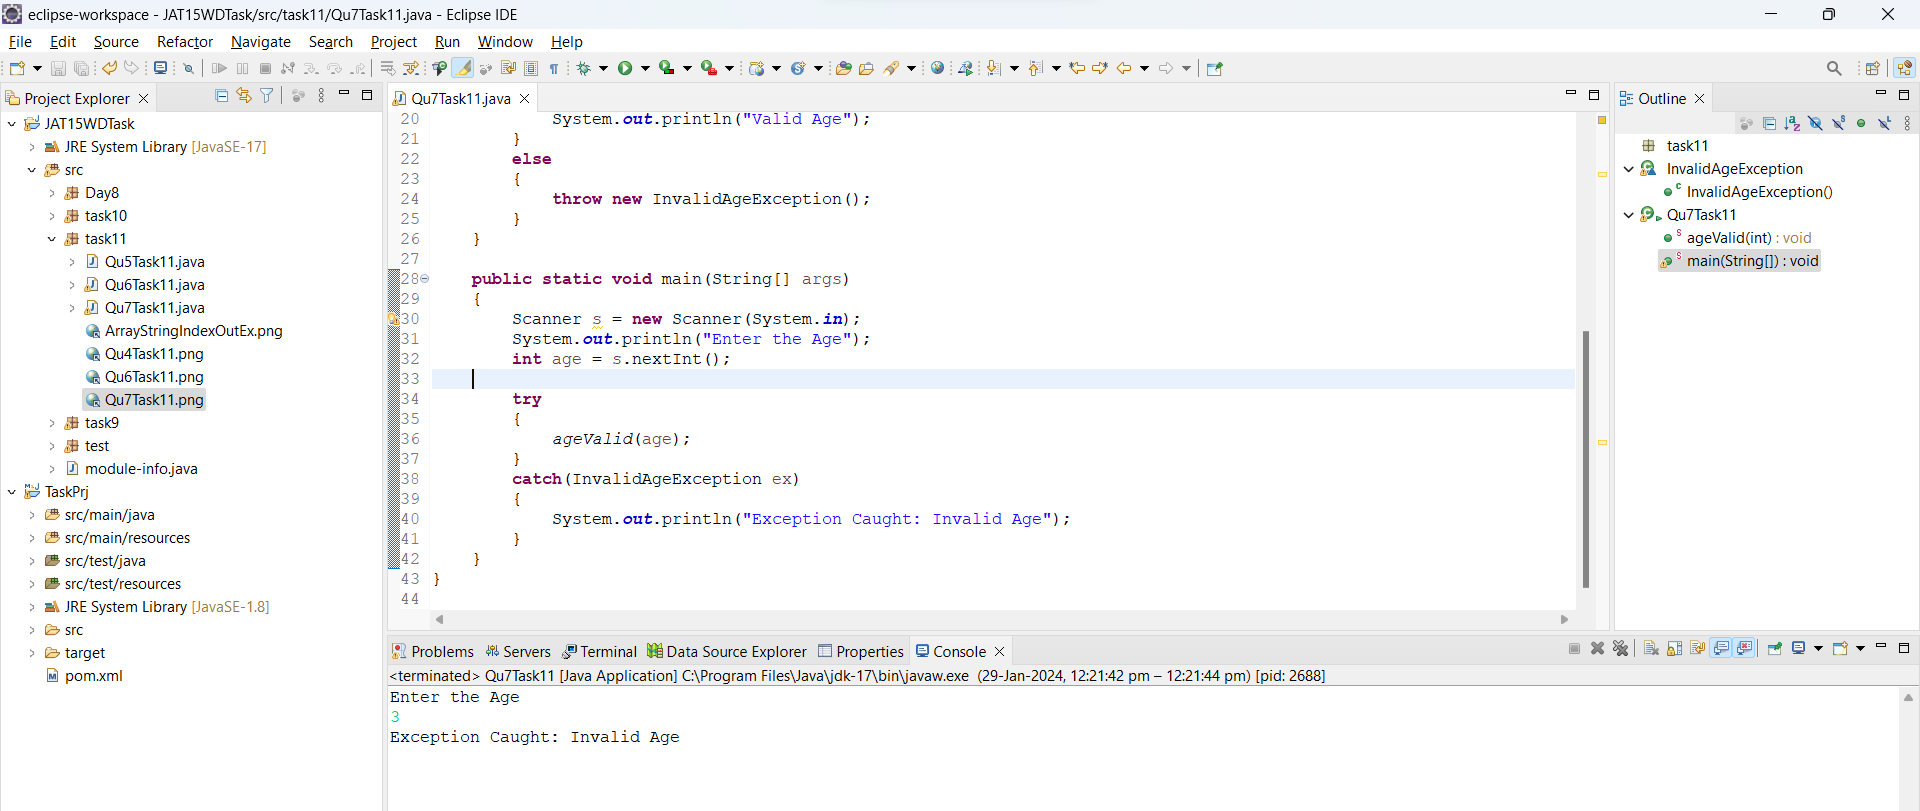 eclipse-workspace - JAT15WDTask/src/task11/Qu7Task11.java - Eclipse IDE
File Edit Source Refactor Navigate Search Project Run Window Help
Project Explorer
JAT15WDTask
JRE System Library [JavaSE-17]
src
Day8
task10
task11
Qu5Task11.java
Qu6Task11.java
Qu7Task11.java
ArrayStringIndexOutEx.png
Qu4Task11.png
Qu6Task11.png
Qu7Task11.png
task9
test
module-info.java
TaskPrj
src/main/java
src/main/resources
src/test/java
src/test/resources
JRE System Library [JavaSE-1.8]
src
target
pom.xml
Qu7Task11.java
20 System.out.println("Valid Age");
21 }
22 else
23 {
24 throw new InvalidAgeException();
25 }
26 }
27
28 public static void main(String[] args)
29 {
30 Scanner s = new Scanner(System.in);
31 System.out.println("Enter the Age");
32 int age = s.nextInt();
33
34 try
35 {
36 ageValid(age);
37 }
38 catch(InvalidAgeException ex)
39 {
40 System.out.println("Exception Caught: Invalid Age");
41 }
42 }
43 }
44
Outline
task11
InvalidAgeException
InvalidAgeException()
Qu7Task11
ageValid(int) : void
main(String[]) : void
Problems Servers Terminal Data Source Explorer Properties Console
<terminated> Qu7Task11 [Java Application] C:\Program Files\Java\jdk-17\bin\javaw.exe (29-Jan-2024, 12:21:42 pm – 12:21:44 pm) [pid: 2688]
Enter the Age
3
Exception Caught: Invalid Age